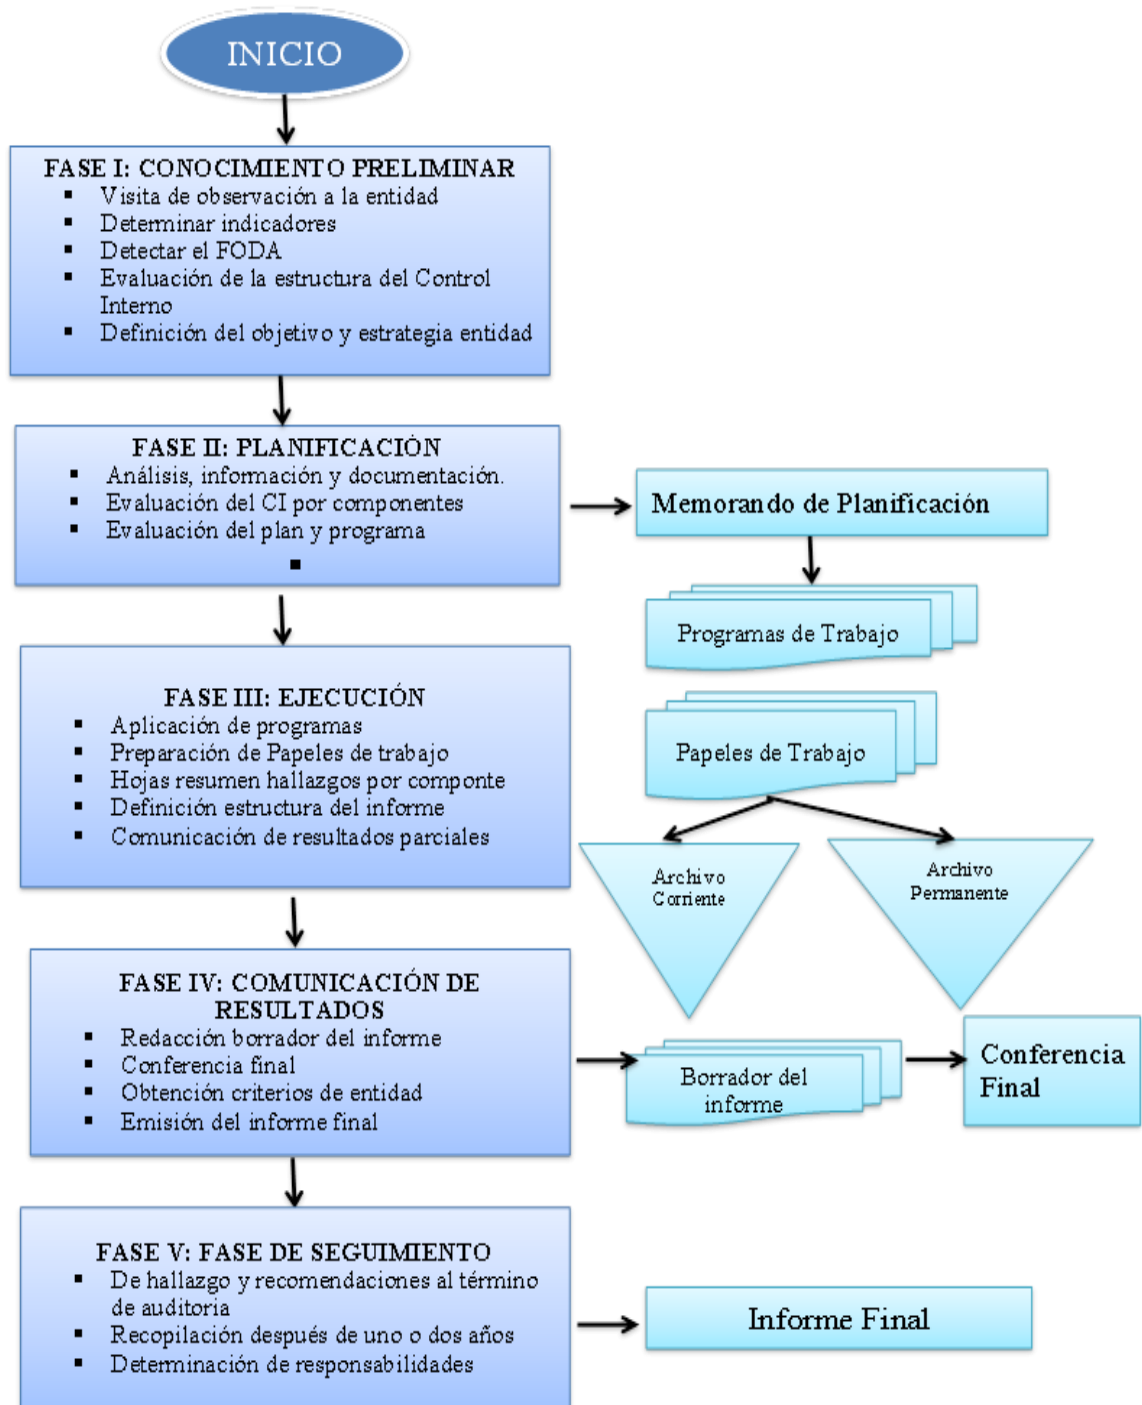 INICIO
FASE I: CONOCIMIENTO PRELIMINAR
▪ Visita de observación a la entidad
▪ Determinar indicadores
▪ Detectar el FODA
▪ Evaluación de la estructura del Control
Interno
▪ Definición del objetivo y estrategia entidad
FASE II: PLANIFICACIÓN
▪ Análisis, información y documentación.
▪ Evaluación del CI por componentes
▪ Evaluación del plan y programa
▪
Memorando de Planificación
Programas de Trabajo
FASE III: EJECUCIÓN
▪ Aplicación de programas
▪ Preparación de Papeles de trabajo
▪ Hojas resumen hallazgos por componte
▪ Definición estructura del informe
▪ Comunicación de resultados parciales
Papeles de Trabajo
Archivo
Corriente
Archivo
Permanente
FASE IV: COMUNICACIÓN DE
RESULTADOS
▪ Redacción borrador del informe
▪ Conferencia final
▪ Obtención criterios de entidad
▪ Emisión del informe final
Borrador del
informe
Conferencia
Final
FASE V: FASE DE SEGUIMIENTO
▪ De hallazgo y recomendaciones al término
de auditoria
▪ Recopilación después de uno o dos años
▪ Determinación de responsabilidades
Informe Final